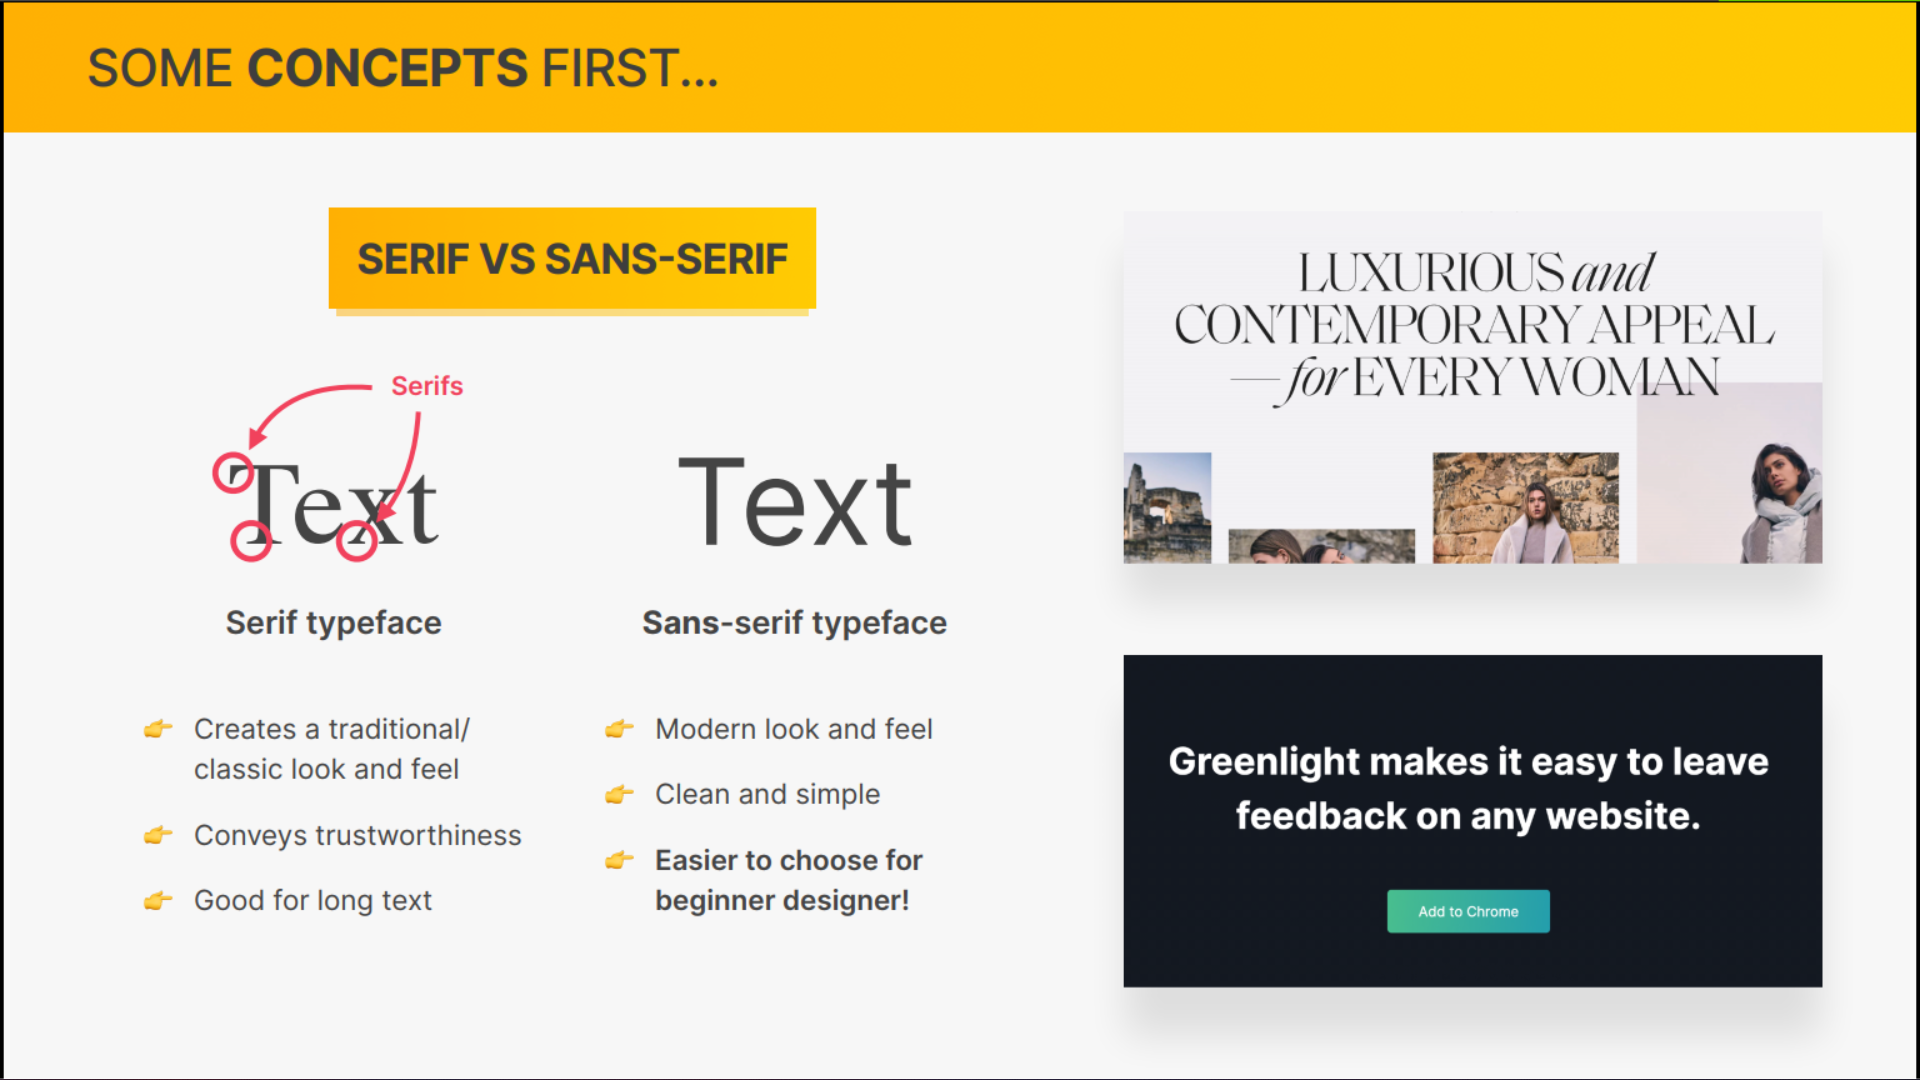 SOME CONCEPTS FIRST...
SERIF VS SANS-SERIF
Serifs
Text
Serif typeface
Creates a traditional/
classic look and feel
Conveys trustworthiness
Good for long text
Text
Sans-serif typeface
Modern look and feel
Clean and simple
Easier to choose for
beginner designer!
LUXURIOUS and
CONTEMPORARY APPEAL
— for EVERY WOMAN
Greenlight makes it easy to leave
feedback on any website.
Add to Chrome